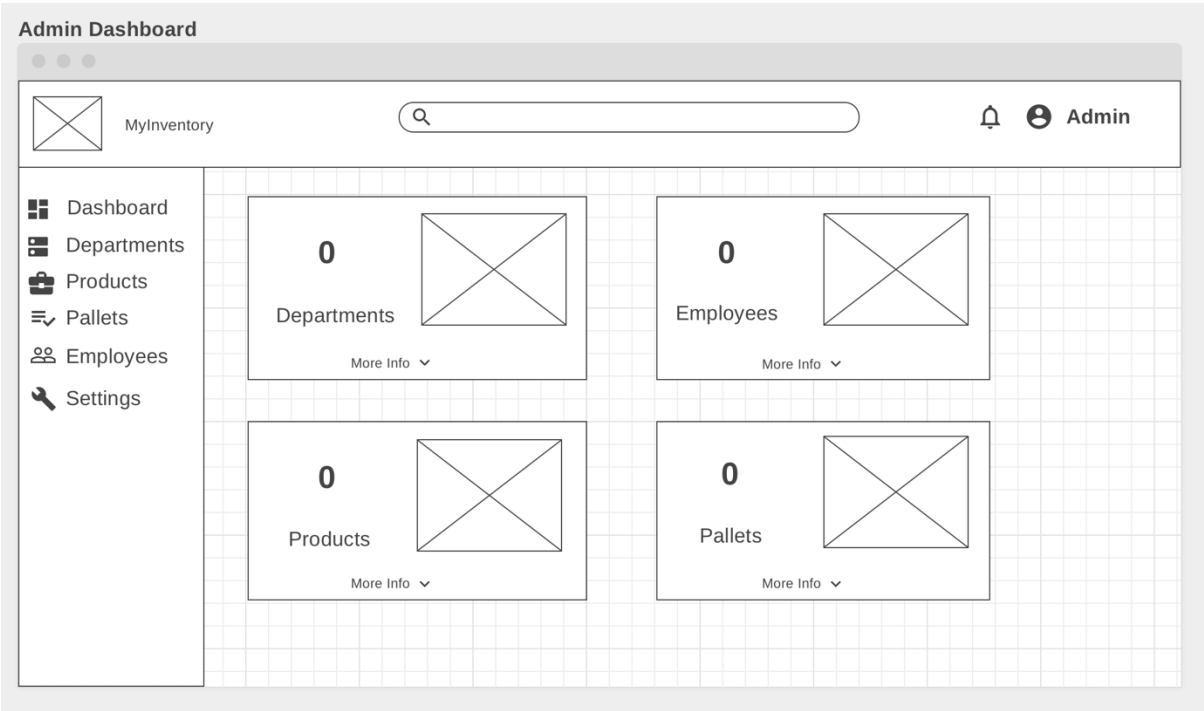 Admin Dashboard
MyInventory
Admin
Dashboard
Departments
Products
Pallets
Employees
Settings
0
Departments
More Info
0
Employees
More Info
0
Products
More Info
0
Pallets
More Info